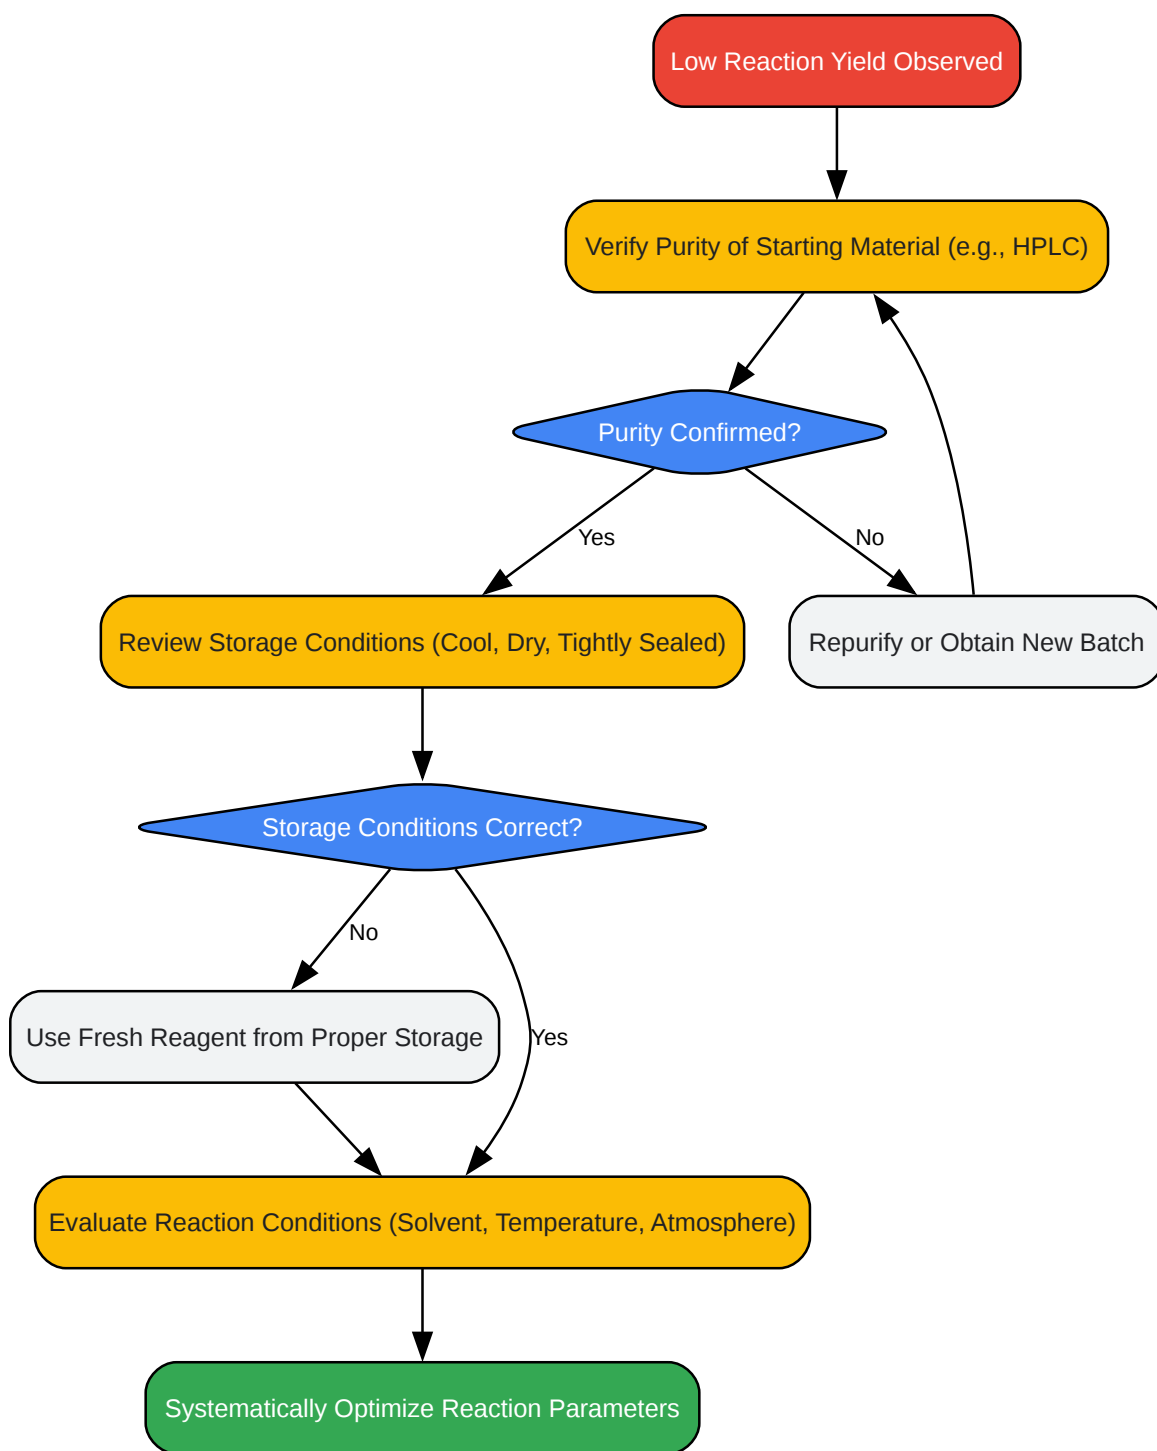 Low Reaction Yield Observed
Verify Purity of Starting Material (e.g., HPLC)
Purity Confirmed?
Yes
No
Review Storage Conditions (Cool, Dry, Tightly Sealed)
Repurify or Obtain New Batch
Storage Conditions Correct?
No
Use Fresh Reagent from Proper Storage
Yes
Evaluate Reaction Conditions (Solvent, Temperature, Atmosphere)
Systematically Optimize Reaction Parameters